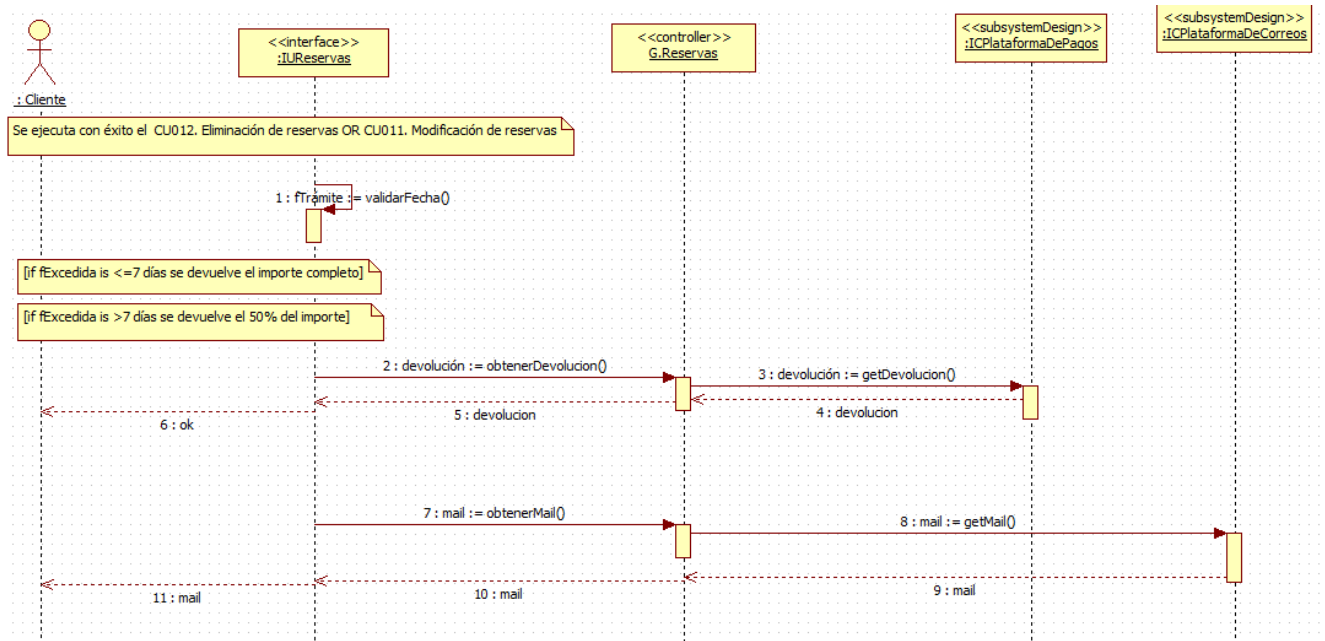 <<subsystemDesign>>
:ICPlataformaDeCorreos
<<subsystemDesign>>
:ICPlataformaDePagos
<<controller>>
G.Reservas
<<interface>>
:IUReservas
: Cliente
Se ejecuta con éxito el CU012. Eliminación de reservas OR CU011. Modificación de reservas
1 : fTrámite := validarFecha()
[if fExcedida is <=7 días se devuelve el importe completo]
[if fExcedida is >7 días se devuelve el 50% del importe]
2 : devolución := obtenerDevolucion()
3 : devolución := getDevolucion()
4 : devolucion
5 : devolucion
6 : ok
7 : mail := obtenerMail()
8 : mail := getMail()
9 : mail
10 : mail
11 : mail